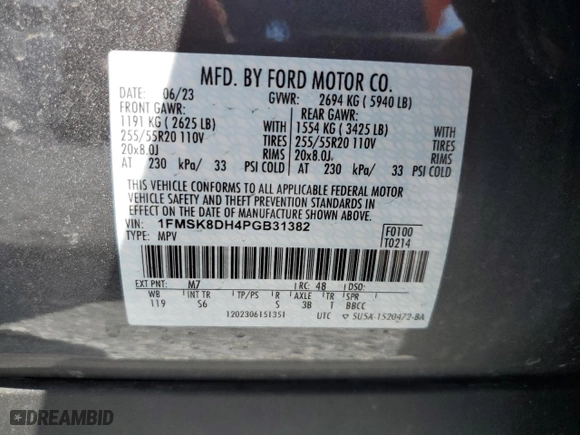 MFD. BY FORD MOTOR CO.
DATE: 06/23 GVWR: 2694 KG ( 5940 LB)
FRONT GAWR: REAR GAWR:
1191 KG ( 2625 LB) WITH 1554 KG ( 3425 LB) WITH
255/55R20 110V TIRES 255/55R20 110V TIRES
20x8.0J RIMS 20x8.0J RIMS
AT 230 kPa/ 33 PSI COLD AT 230 kPa/ 33 PSI COLD
THIS VEHICLE CONFORMS TO ALL APPLICABLE FEDERAL MOTOR
VEHICLE SAFETY AND THEFT PREVENTION STANDARDS IN
EFFECT ON THE DATE OF MANUFACTURE SHOWN ABOVE.
VIN: 1FMSK8DH4PGB31382 F0100
TYPE: MPV T0214
EXT PNT: M7 RC: 48 DSO:
WB INT TR TP/PS R AXLE TR SPR
119 S6 S 3B 1 BBCC
1202306151351 UTC 5U5A-1520472-BA
DREAMBID